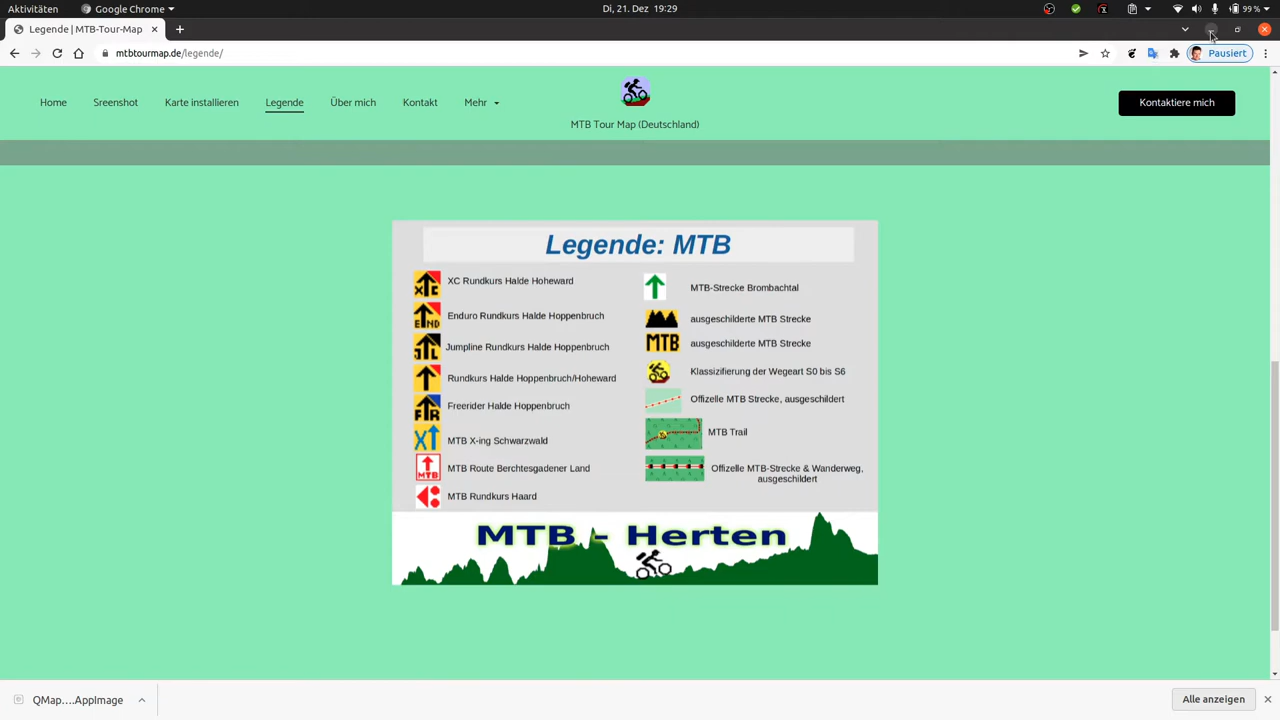 Aktivitäten Google Chrome Di, 21. Dez 19:29 99 %
Legende | MTB-Tour-Map
mtbtourmap.de/legende/ Pausiert
Home Sreenshot Karte installieren Legende Über mich Kontakt Mehr
MTB Tour Map (Deutschland)
Kontaktiere mich
Legende: MTB
XC XC Rundkurs Halde Hoheward
END Enduro Rundkurs Halde Hoppenbruch
JL Jumpline Rundkurs Halde Hoppenbruch
Rundkurs Halde Hoppenbruch/Hoheward
FR Freerider Halde Hoppenbruch
X MTB X-ing Schwarzwald
MTB MTB Route Berchtesgadener Land
MTB Rundkurs Haard
MTB-Strecke Brombachtal
ausgeschilderte MTB Strecke
MTB ausgeschilderte MTB Strecke
Klassizifierung der Wegeart S0 bis S6
Offizelle MTB Strecke, ausgeschildert
MTB Trail
Offizelle MTB-Strecke & Wanderweg,
ausgeschildert
MTB - Herten
QMap....AppImage
Alle anzeigen